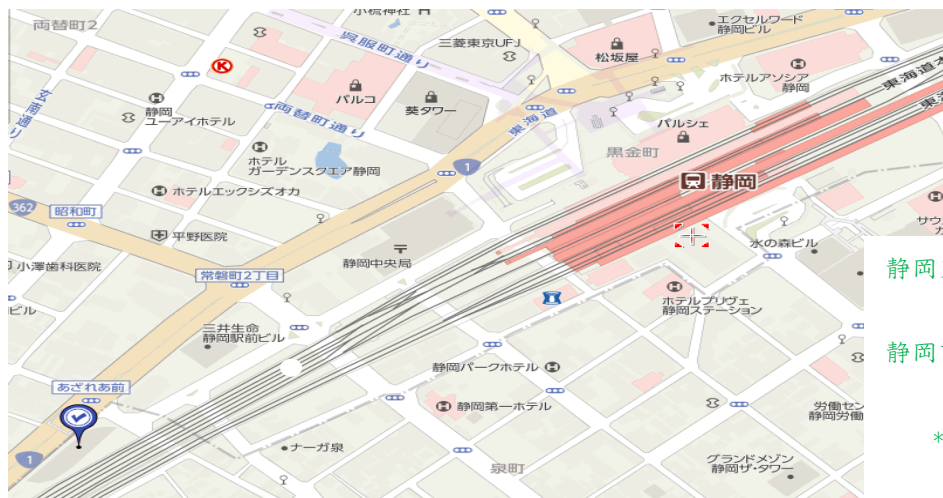 両替町2
小梳神社
呉服町通り
三菱東京UFJ
松坂屋
エクセルワード
静岡ビル
ホテルアソシア
静岡
東海道本
東海道
玄南通り
静岡
ユーアイホテル
パルコ
葵タワー
両替町通り
東海道
パルシェ
黒金町
ホテル
ガーデンスクエア静岡
1
静岡
362
昭和町
ホテルエックシズオカ
平野医院
小澤歯科医院
静岡中央局
水の森ビル
サウ
常磐町2丁目
ビル
三井生命
静岡駅前ビル
ホテルプリヴェ
静岡ステーション
静岡パークホテル
あざれあ前
静岡第一ホテル
労働セン
静岡労働
1
ナーガ泉
泉町
グランドメゾン
静岡ザ・タワー
静岡
静岡
*